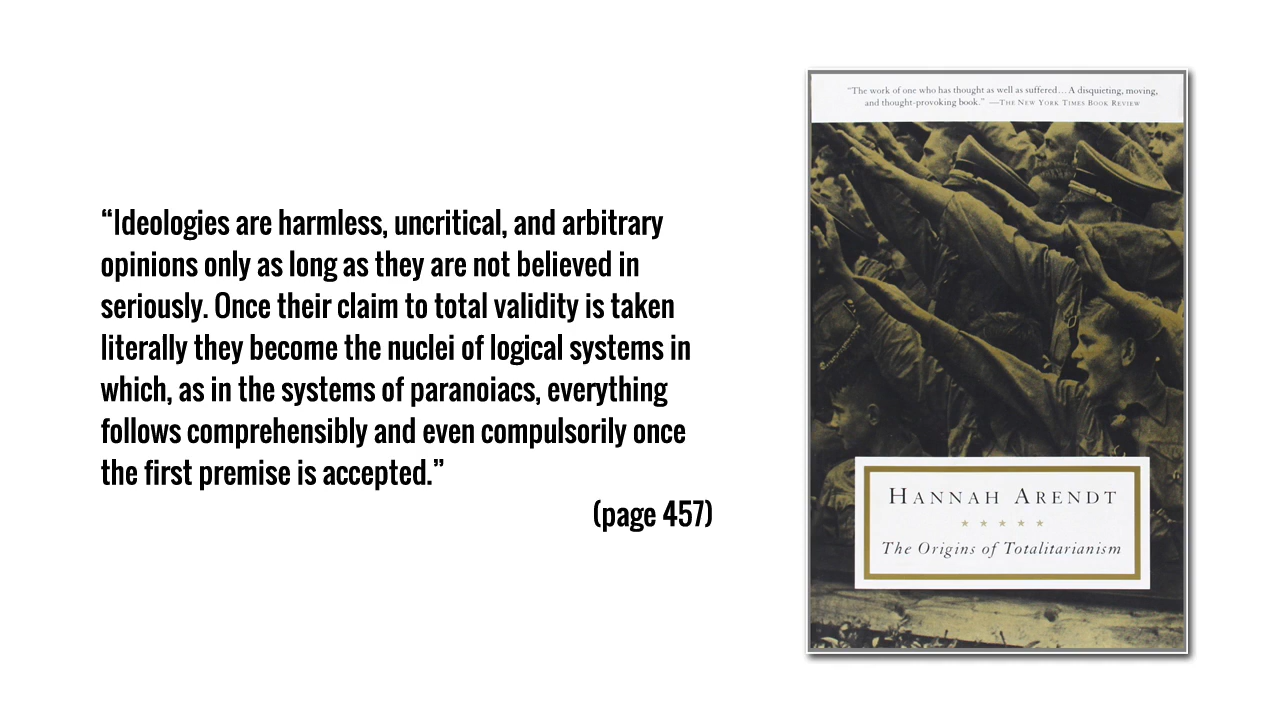 “Ideologies are harmless, uncritical, and arbitrary
opinions only as long as they are not believed in
seriously. Once their claim to total validity is taken
literally they become the nuclei of logical systems in
which, as in the systems of paranoiacs, everything
follows comprehensibly and even compulsorily once
the first premise is accepted.”
(page 457)
“The work of one who has thought as well as suffered…A disquieting, moving,
and thought-provoking book.” —The New York Times Book Review
Hannah Arendt
The Origins of Totalitarianism